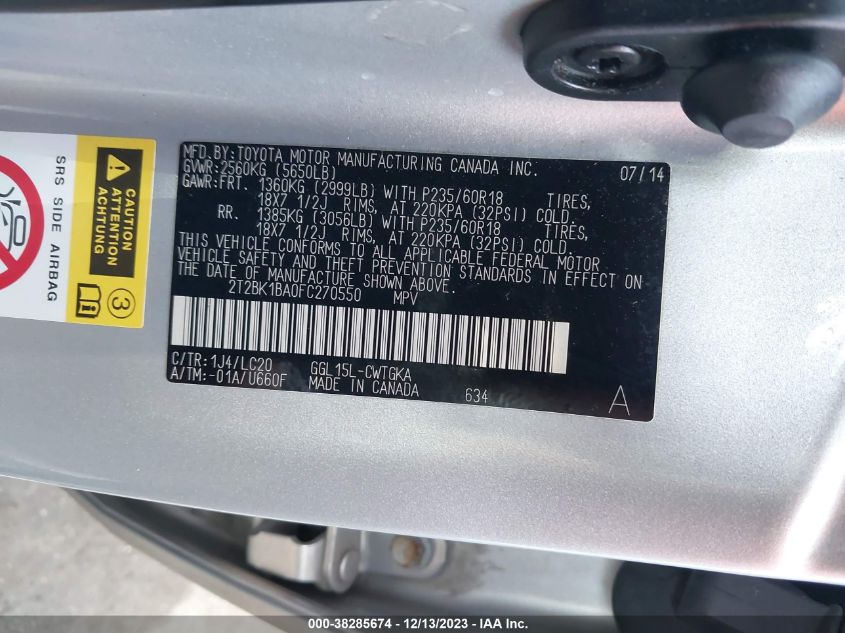 MFD.BY:TOYOTA MOTOR MANUFACTURING CANADA INC. 07/14
GVWR:2560KG (5650LB)
GAWR:FRT. 1360KG (2999LB) WITH P235/60R18 TIRES,
18X7 1/2J RIMS, AT 220KPA (32PSI) COLD.
RR. 1385KG (3056LB) WITH P235/60R18 TIRES,
18X7 1/2J RIMS, AT 220KPA (32PSI) COLD.
THIS VEHICLE CONFORMS TO ALL APPLICABLE FEDERAL MOTOR
VEHICLE SAFETY AND THEFT PREVENTION STANDARDS IN EFFECT ON
THE DATE OF MANUFACTURE SHOWN ABOVE.
2T2BK1BA0FC270550 MPV
C/TR:1J4/LC20 GGL15L-CWTGKA
A/TM:-01A/U660F MADE IN CANADA 634 A
SRS SIDE AIRBAG
CAUTION
ATTENTION
3
000-38285674 - 12/13/2023 - IAA Inc.